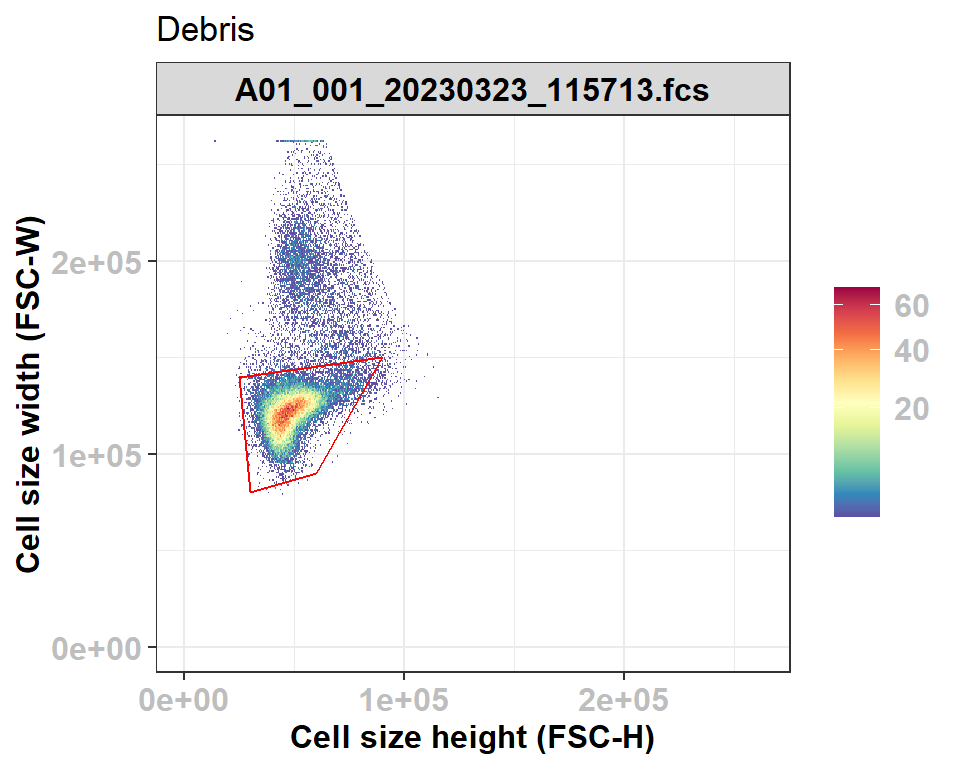 Debris
A01_001_20230323_115713.fcs
Cell size width (FSC-W)
2e+05
1e+05
0e+00
0e+00 1e+05 2e+05
Cell size height (FSC-H)
60
40
20